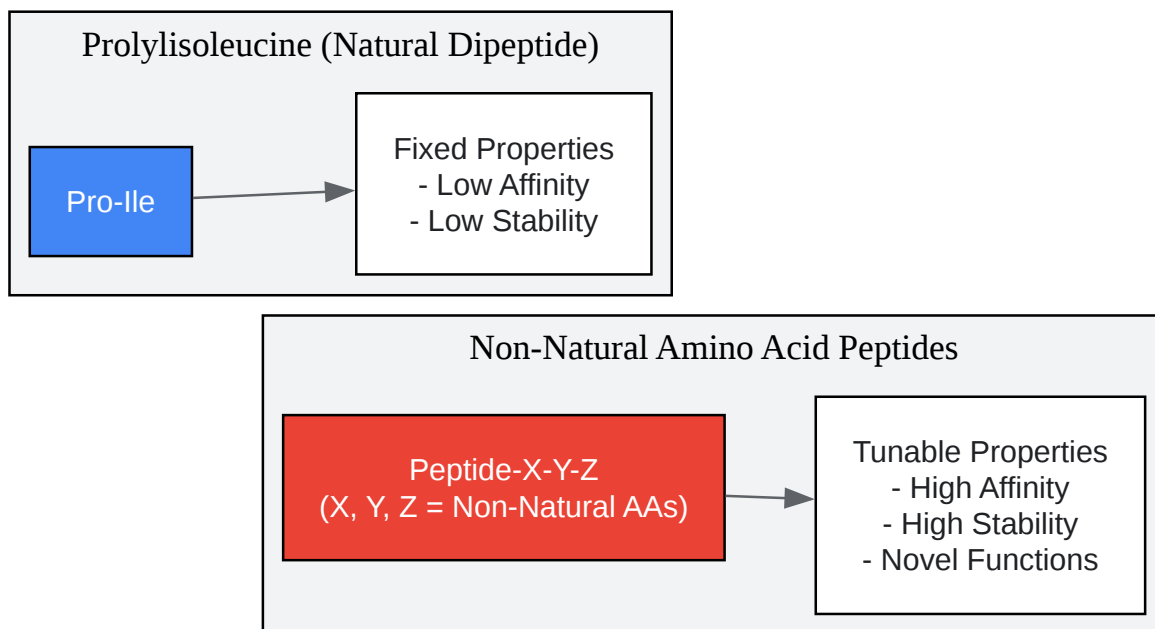 Prolylisoleucine (Natural Dipeptide)
Pro-Ile
Fixed Properties
- Low Affinity
- Low Stability
Non-Natural Amino Acid Peptides
Peptide-X-Y-Z
(X, Y, Z = Non-Natural AAs)
Tunable Properties
- High Affinity
- High Stability
- Novel Functions